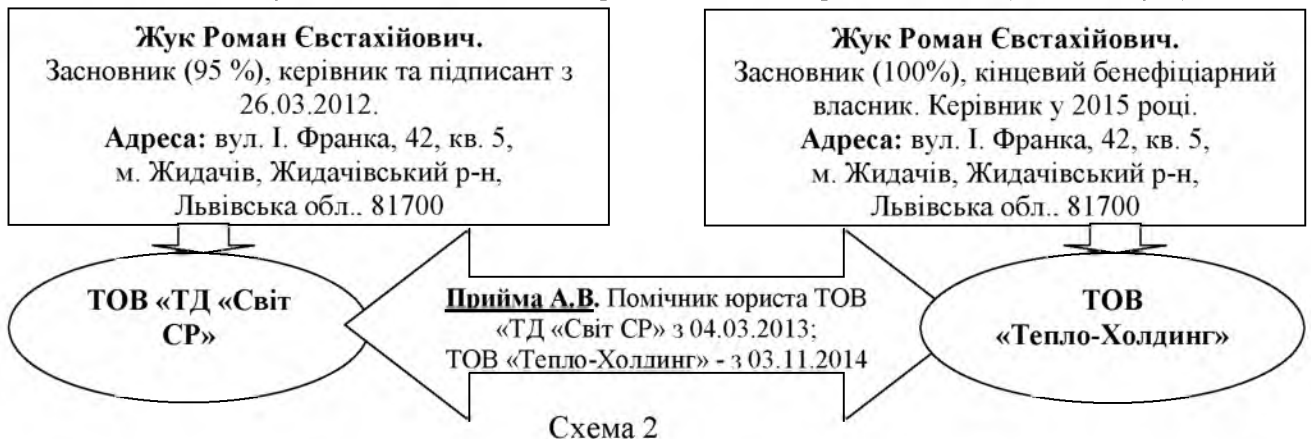 Жук Роман Євстахійович.
Засновник (95 %), керівник та підписант з
26.03.2012.
Адреса: вул. І. Франка, 42, кв. 5,
м. Жидачів, Жидачівський р-н,
Львівська обл.. 81700
Жук Роман Євстахійович.
Засновник (100%), кінцевий бенефіціарний
власник. Керівник у 2015 році.
Адреса: вул. І. Франка, 42, кв. 5,
м. Жидачів, Жидачівський р-н,
Львівська обл.. 81700
ТОВ «ТД «Світ
СР»
Прийма А.В. Помічник юриста ТОВ
«ТД «Світ СР» з 04.03.2013;
ТОВ «Тепло-Холдинг» - з 03.11.2014
ТОВ
«Тепло-Холдинг»
Схема 2